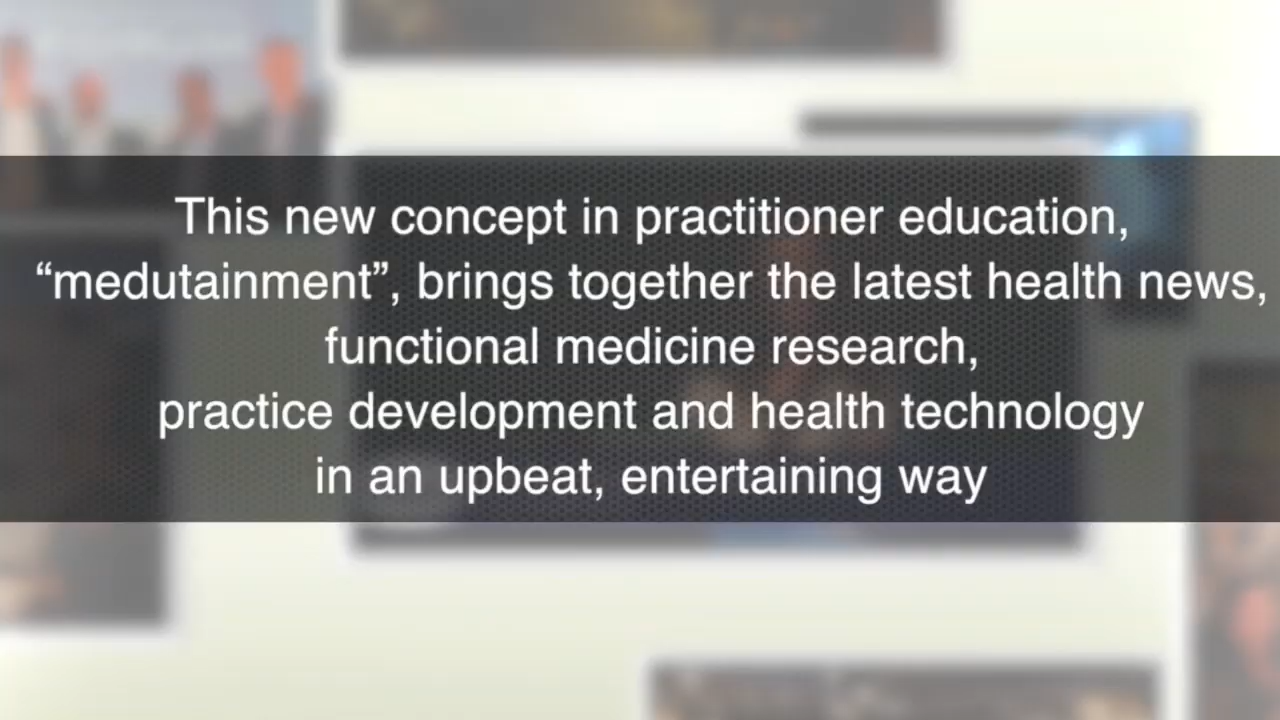 This new concept in practitioner education,
“medutainment”, brings together the latest health news,
functional medicine research,
practice development and health technology
in an upbeat, entertaining way